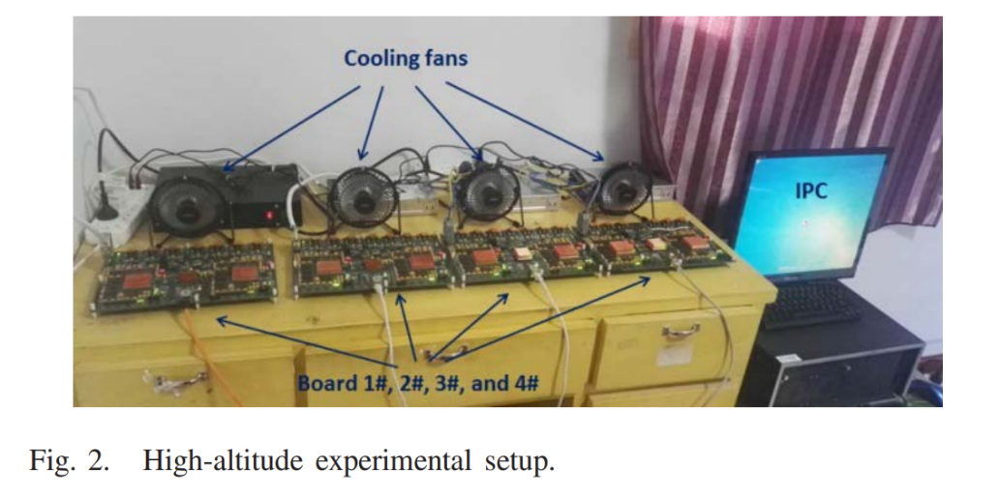 Cooling fans
IPC
Board 1#, 2#, 3#, and 4#
Fig. 2. High-altitude experimental setup.